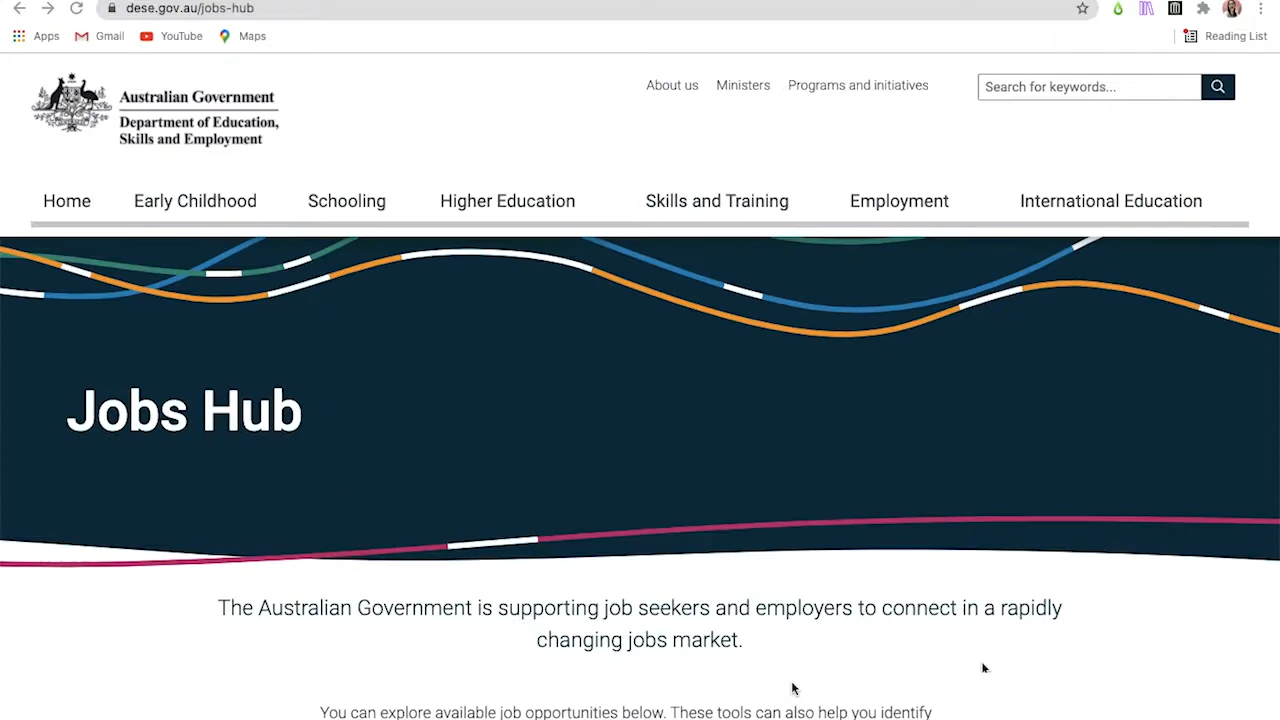 dese.gov.au/jobs-hub
Apps Gmail YouTube Maps Reading List
About us Ministers Programs and initiatives Search for keywords...
Australian Government
Department of Education,
Skills and Employment
Home Early Childhood Schooling Higher Education Skills and Training Employment International Education
Jobs Hub
The Australian Government is supporting job seekers and employers to connect in a rapidly
changing jobs market.
You can explore available job opportunities below. These tools can also help you identify